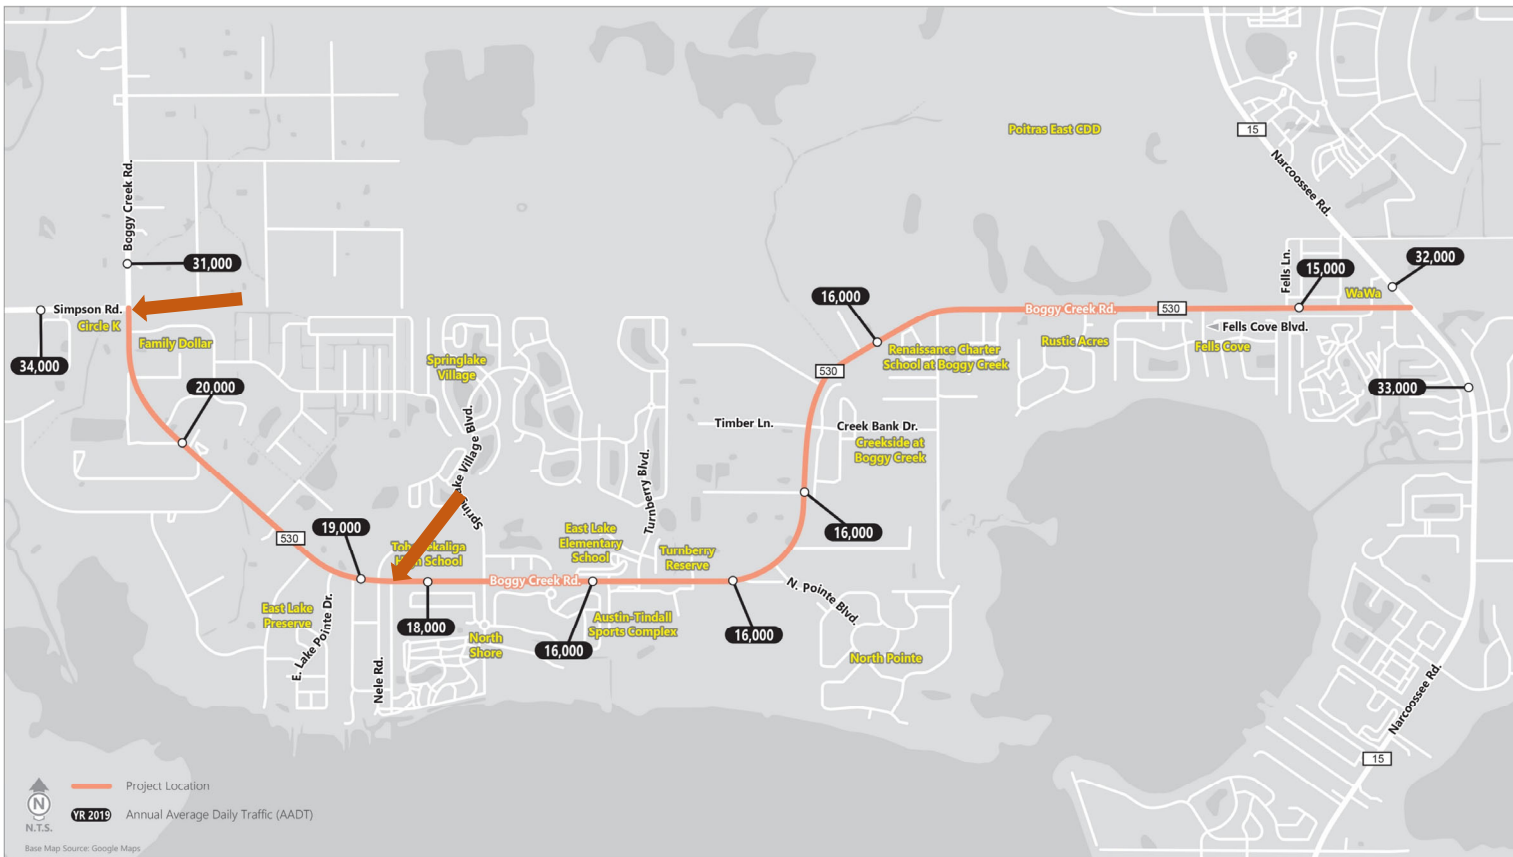 Poitras East CDD
15
Narcoossee Rd.
Boggy Creek Rd.
31,000
Simpson Rd.
Circle K
34,000
Family Dollar
20,000
Springlake
Village
Fells Ln.
15,000
32,000
WaWa
16,000
Boggy Creek Rd.
530
Fells Cove Blvd.
Fells Cove
Rustic Acres
Renaissance Charter
School at Boggy Creek
530
33,000
Timber Ln.
Creek Bank Dr.
Creekside at
Boggy Creek
Village Blvd.
Turnberry Blvd.
530
19,000
High School
East Lake
Elementary
School
Turnberry
Reserve
16,000
Boggy Creek Rd.
N. Pointe Blvd.
East Lake
Preserve
E. Lake Pointe Dr.
Nele Rd.
18,000
North
Shore
16,000
Austin-Tindall
Sports Complex
16,000
North Pointe
Narcoossee Rd.
15
N
N.T.S.
Project Location
YR 2019 Annual Average Daily Traffic (AADT)
Base Map Source: Google Maps